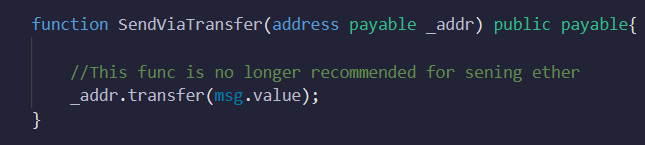 function SendViaTransfer(address payable _addr) public payable{
//This func is no longer recommended for sening ether
_addr.transfer(msg.value);
}